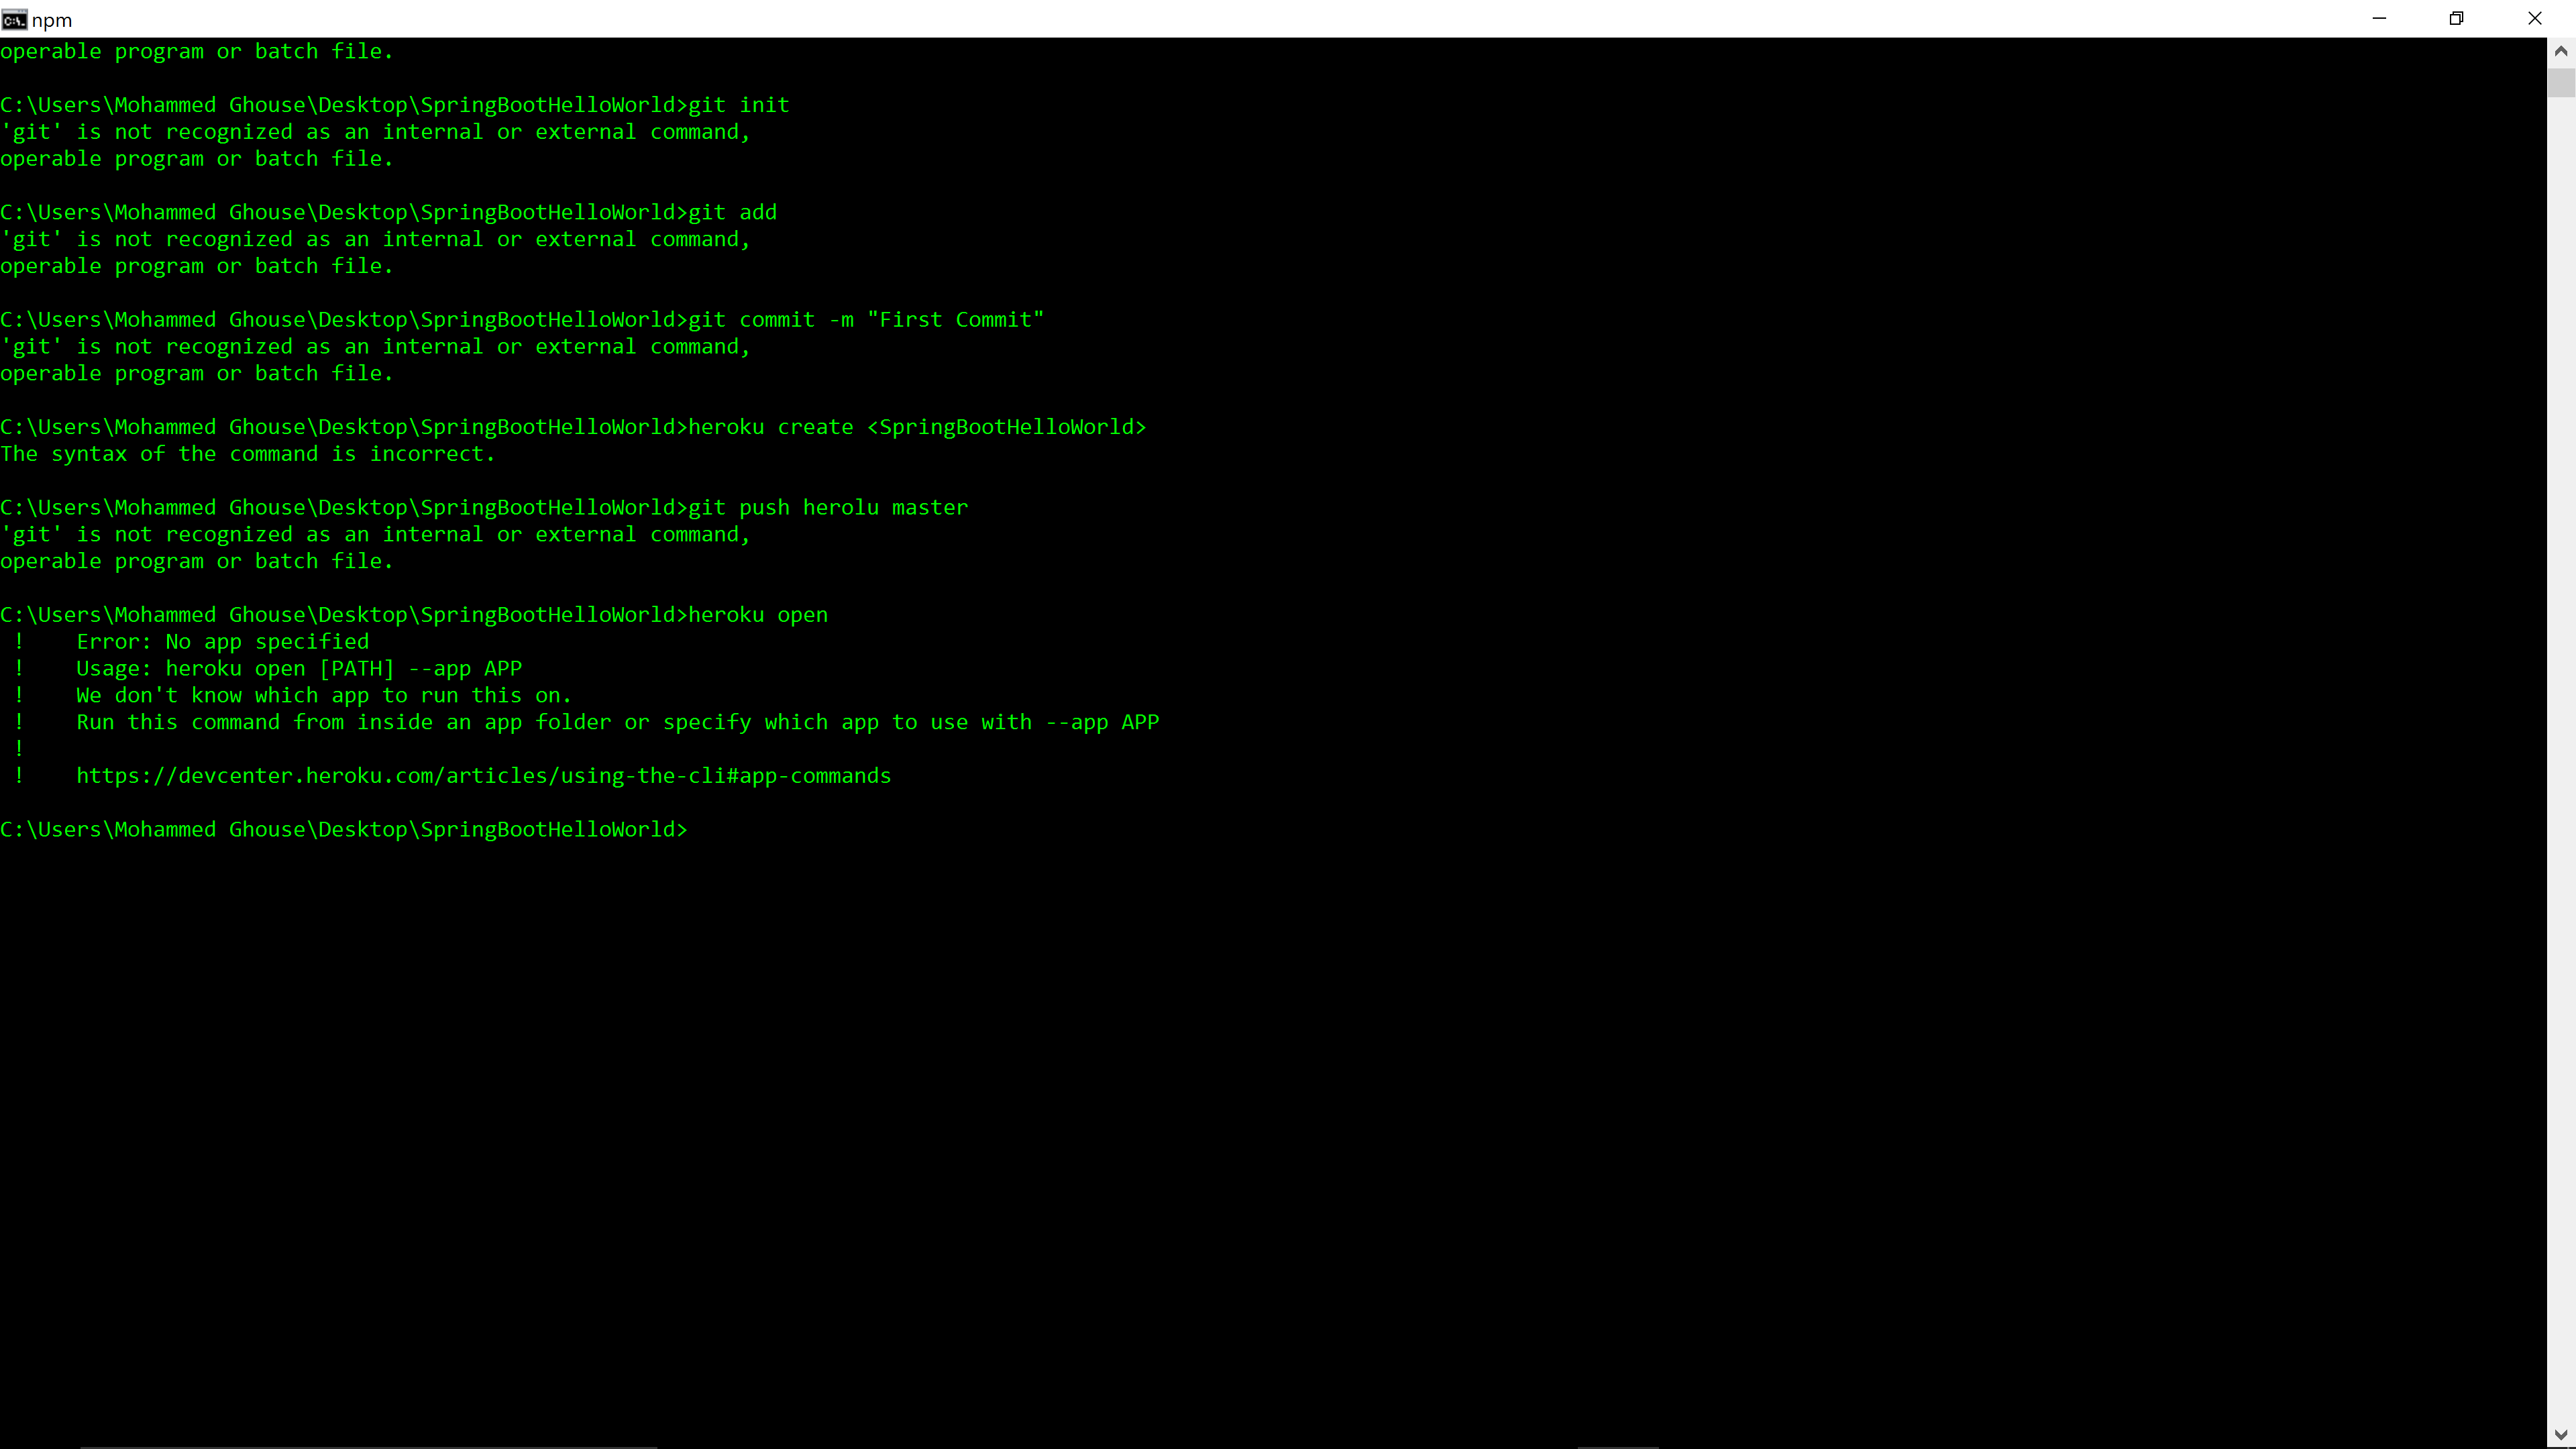 npm
operable program or batch file.
C:\Users\Mohammed Ghouse\Desktop\SpringBootHelloWorld>git init
'git' is not recognized as an internal or external command,
operable program or batch file.
C:\Users\Mohammed Ghouse\Desktop\SpringBootHelloWorld>git add
'git' is not recognized as an internal or external command,
operable program or batch file.
C:\Users\Mohammed Ghouse\Desktop\SpringBootHelloWorld>git commit -m "First Commit"
'git' is not recognized as an internal or external command,
operable program or batch file.
C:\Users\Mohammed Ghouse\Desktop\SpringBootHelloWorld>heroku create <SpringBootHelloWorld>
The syntax of the command is incorrect.
C:\Users\Mohammed Ghouse\Desktop\SpringBootHelloWorld>git push herolu master
'git' is not recognized as an internal or external command,
operable program or batch file.
C:\Users\Mohammed Ghouse\Desktop\SpringBootHelloWorld>heroku open
!    Error: No app specified
!    Usage: heroku open [PATH] --app APP
!    We don't know which app to run this on.
!    Run this command from inside an app folder or specify which app to use with --app APP
!
!    https://devcenter.heroku.com/articles/using-the-cli#app-commands
C:\Users\Mohammed Ghouse\Desktop\SpringBootHelloWorld>